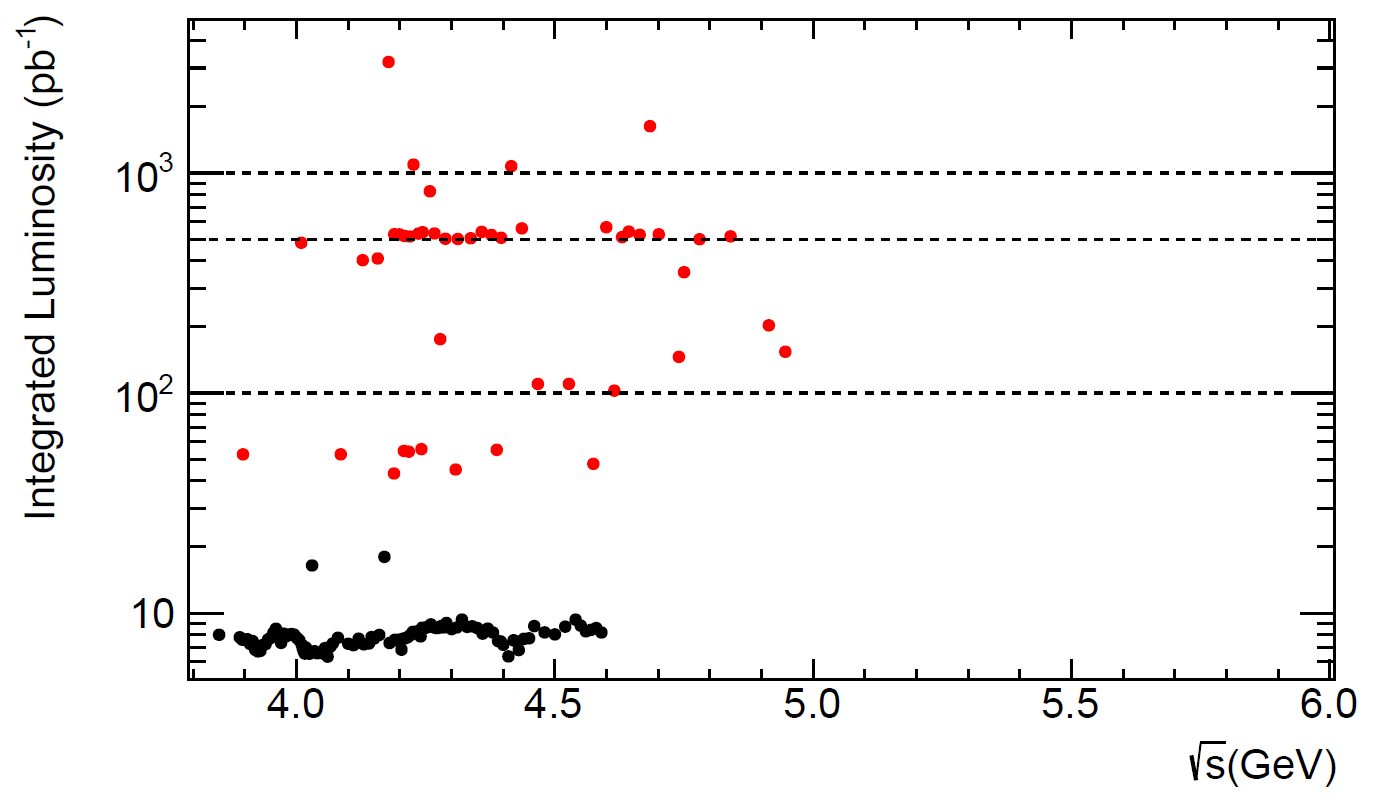 Integrated Luminosity (pb⁻¹)
10³
10²
10
4.0 4.5 5.0 5.5 6.0
√s(GeV)